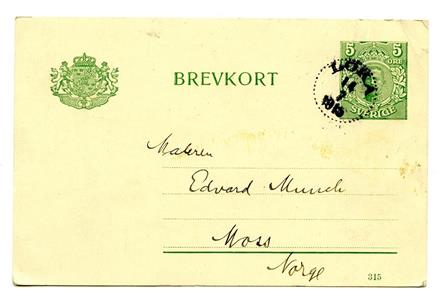 5 5
ÖRE
BREVKORT
SVERIGE
Maleren
Edvard Munch
Moss
Norge
315